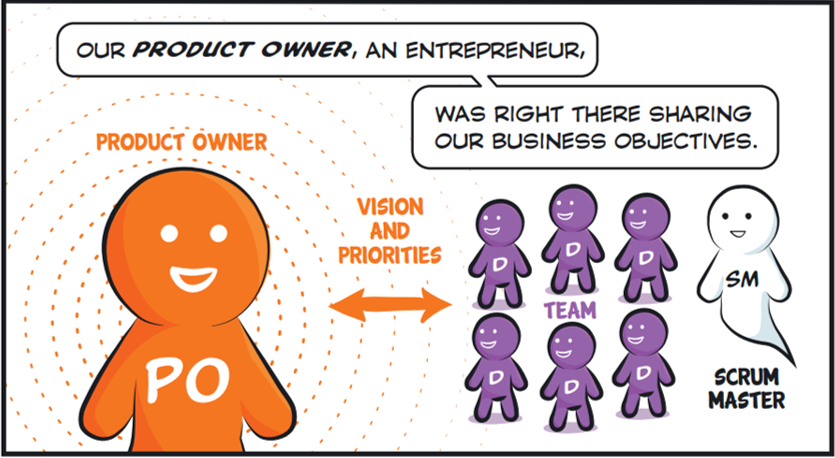 OUR PRODUCT OWNER, AN ENTREPRENEUR,
WAS RIGHT THERE SHARING
OUR BUSINESS OBJECTIVES.
PRODUCT OWNER
PO
VISION
AND
PRIORITIES
D
D
D
TEAM
D
D
D
SM
SCRUM
MASTER